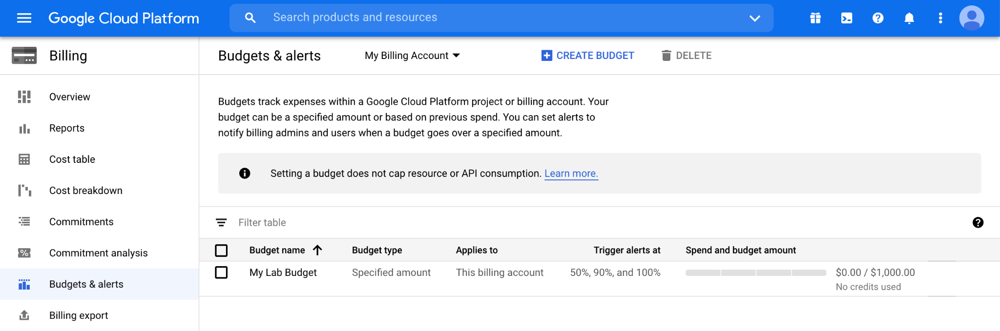 Google Cloud Platform
Search products and resources
Billing
Budgets & alerts
My Billing Account
CREATE BUDGET
DELETE
Overview
Reports
Cost table
Cost breakdown
Commitments
Commitment analysis
Budgets & alerts
Billing export
Budgets track expenses within a Google Cloud Platform project or billing account. Your
budget can be a specified amount or based on previous spend. You can set alerts to
notify billing admins and users when a budget goes over a specified amount.
Setting a budget does not cap resource or API consumption. Learn more.
Filter table
Budget name Budget type Applies to Trigger alerts at Spend and budget amount
My Lab Budget Specified amount This billing account 50%, 90%, and 100% $0.00 / $1,000.00
No credits used